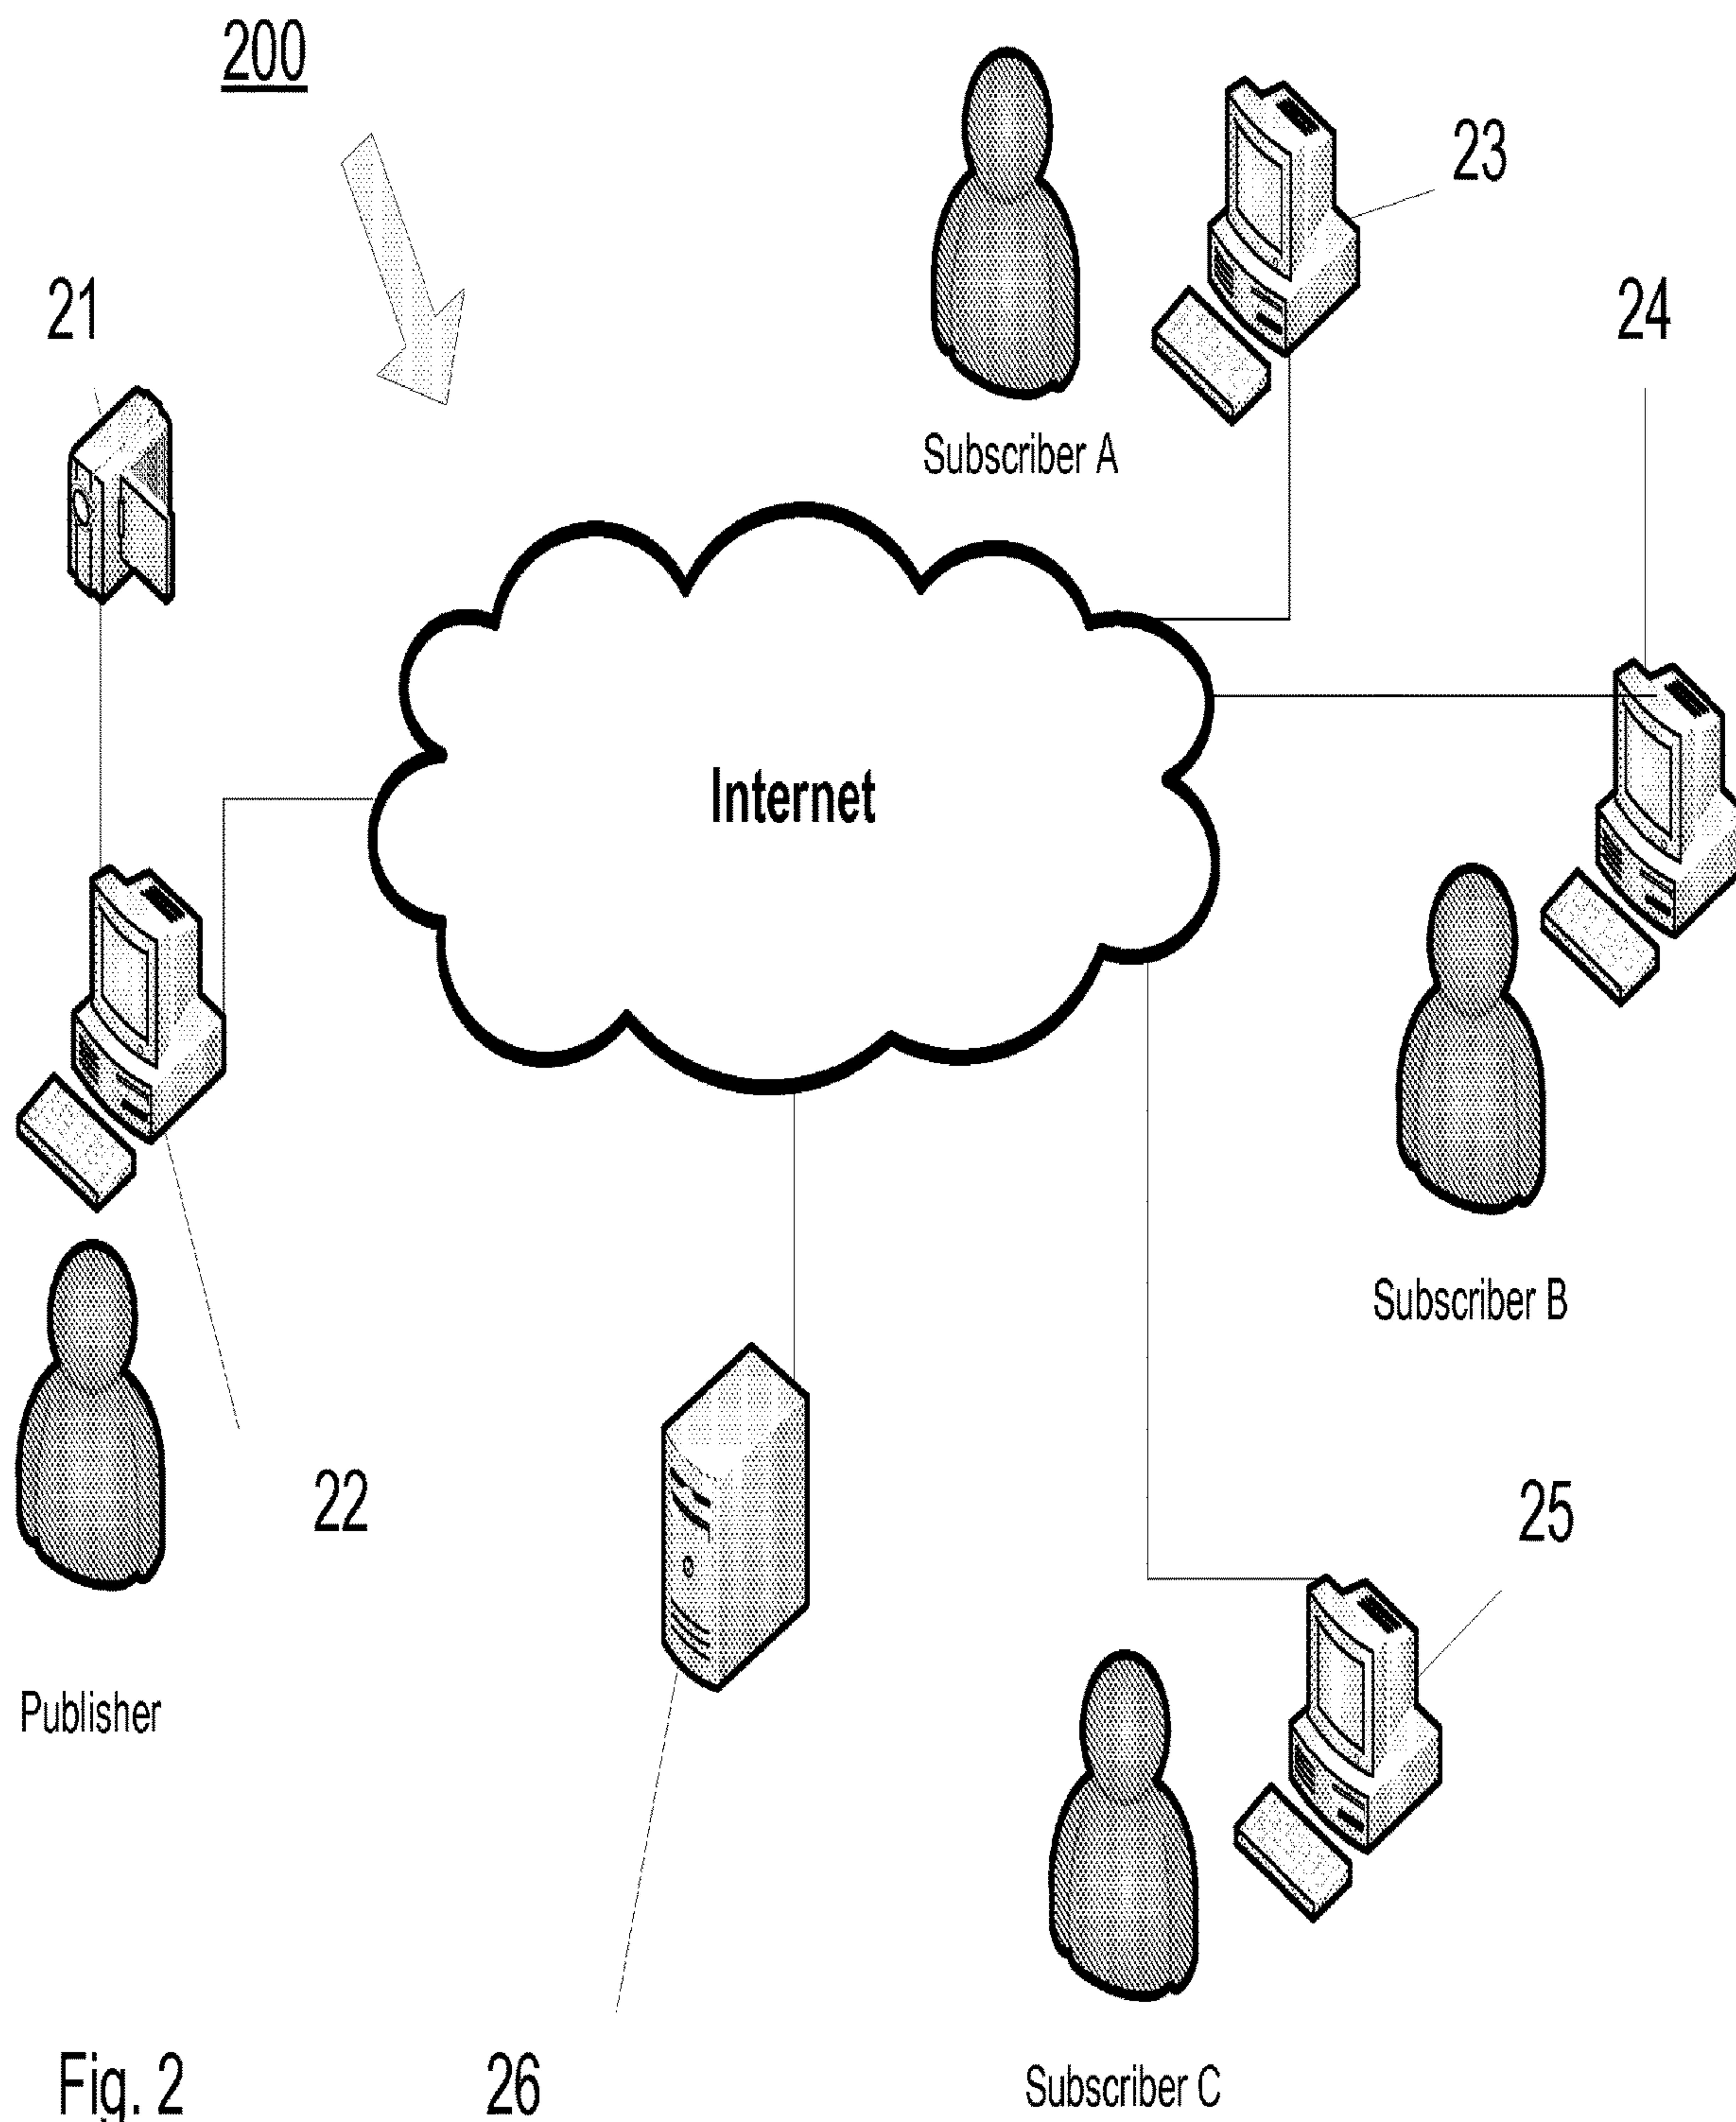 200
23
21
24
Subscriber A
Internet
Subscriber B
22
25
Publisher
Fig. 2
26
Subscriber C